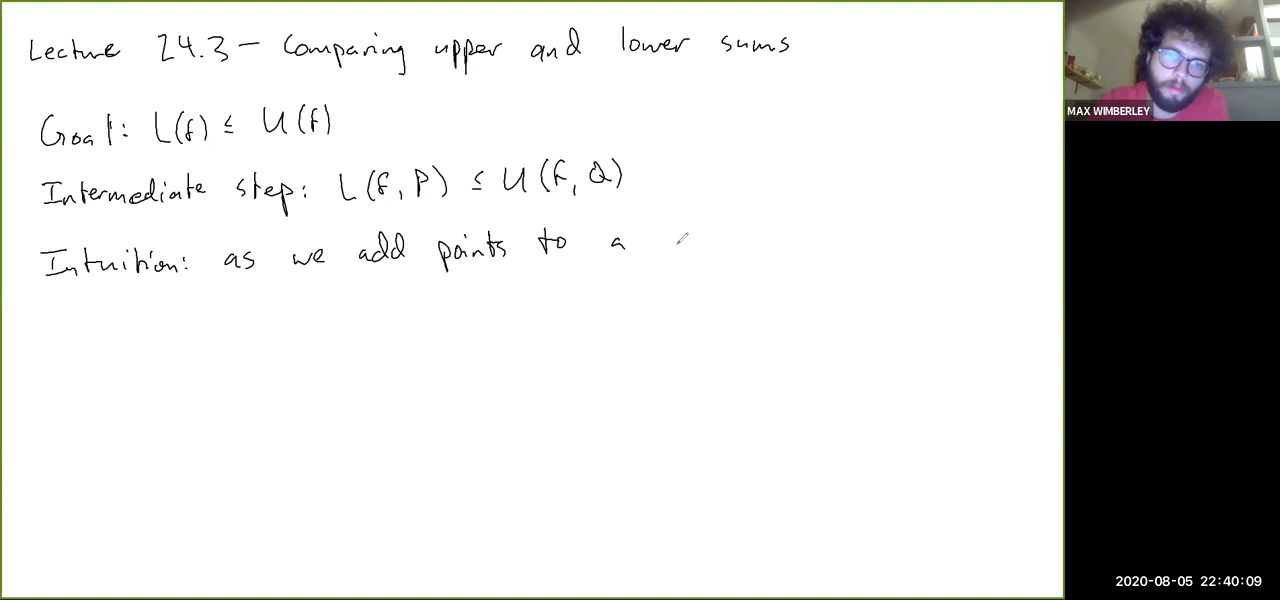 Lecture 24.3 - Comparing upper and lower sums
Goal: L(f) ≤ U(f)
Intermediate step: L(f, P) ≤ U(f, Q)
Intuition: as we add points to a
MAX WIMBERLEY
2020-08-05 22:40:09